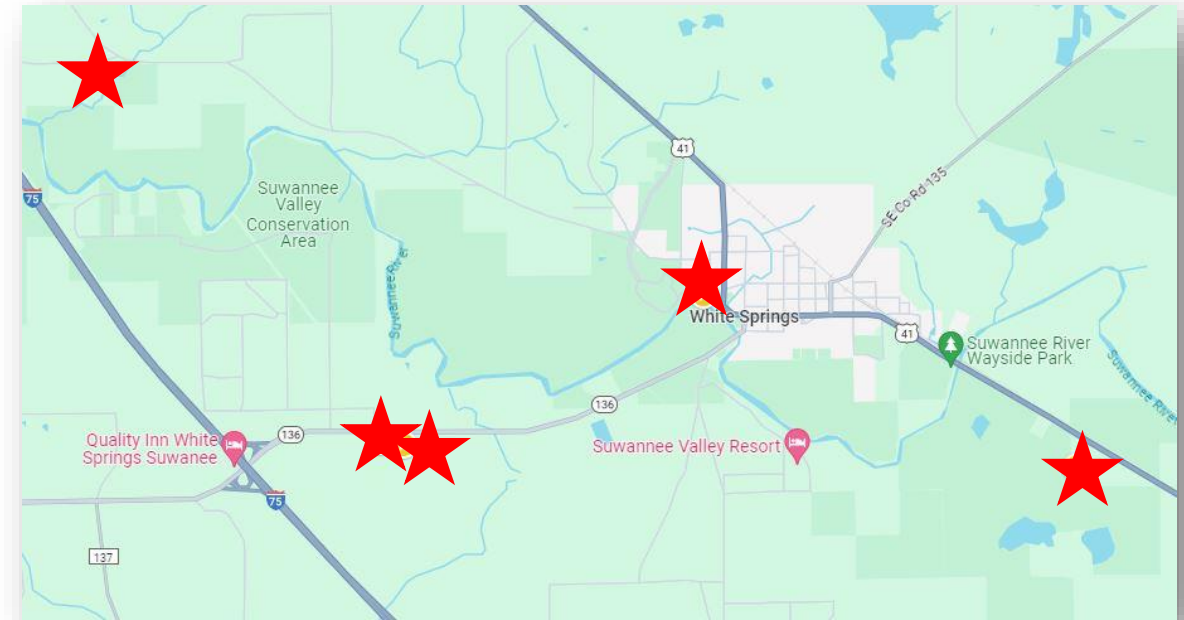 41
SE Co Rd 135
75
Suwannee
Valley
Conservation
Area
Suwannee River
White Springs
41
Suwannee River
Wayside Park
Suwannee River
136
136
Quality Inn White
Springs Suwanee
Suwannee Valley Resort
75
137